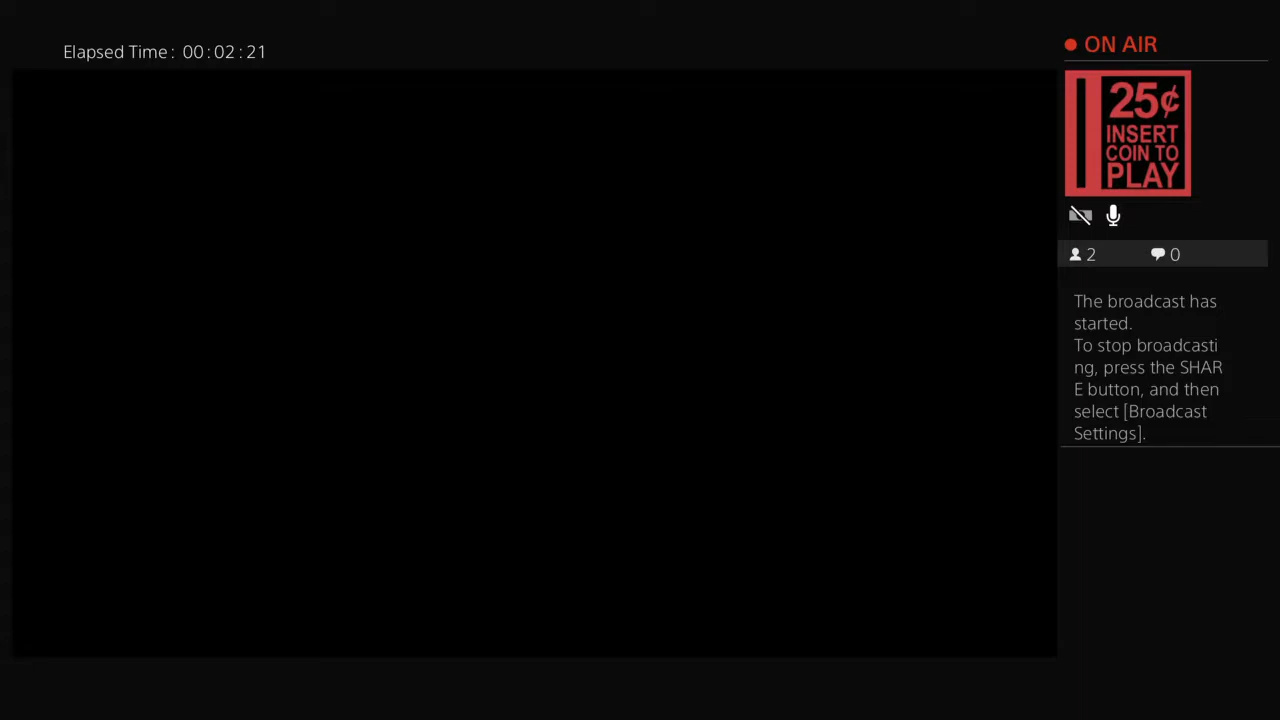 Elapsed Time: 00:02:21
ON AIR
25¢
INSERT
COIN TO
PLAY
2 0
The broadcast has
started.
To stop broadcasti
ng, press the SHAR
E button, and then
select [Broadcast
Settings].